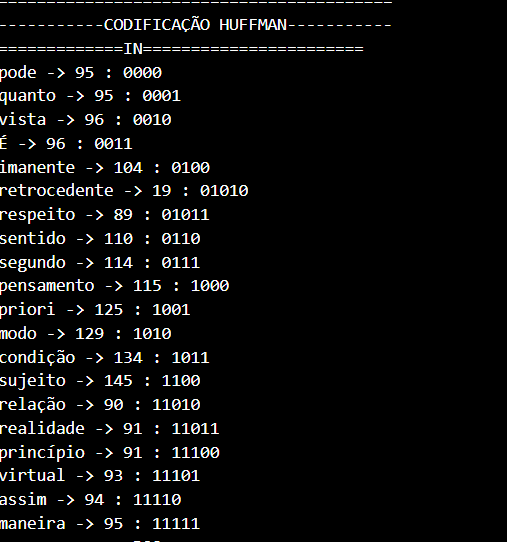 -----------CODIFICAÇÃO HUFFMAN-----------
=============IN=======================
pode -> 95 : 0000
quanto -> 95 : 0001
vista -> 96 : 0010
É -> 96 : 0011
imanente -> 104 : 0100
retrocedente -> 19 : 01010
respeito -> 89 : 01011
sentido -> 110 : 0110
segundo -> 114 : 0111
pensamento -> 115 : 1000
priori -> 125 : 1001
modo -> 129 : 1010
condição -> 134 : 1011
sujeito -> 145 : 1100
relação -> 90 : 11010
realidade -> 91 : 11011
princípio -> 91 : 11100
virtual -> 93 : 11101
assim -> 94 : 11110
maneira -> 95 : 11111